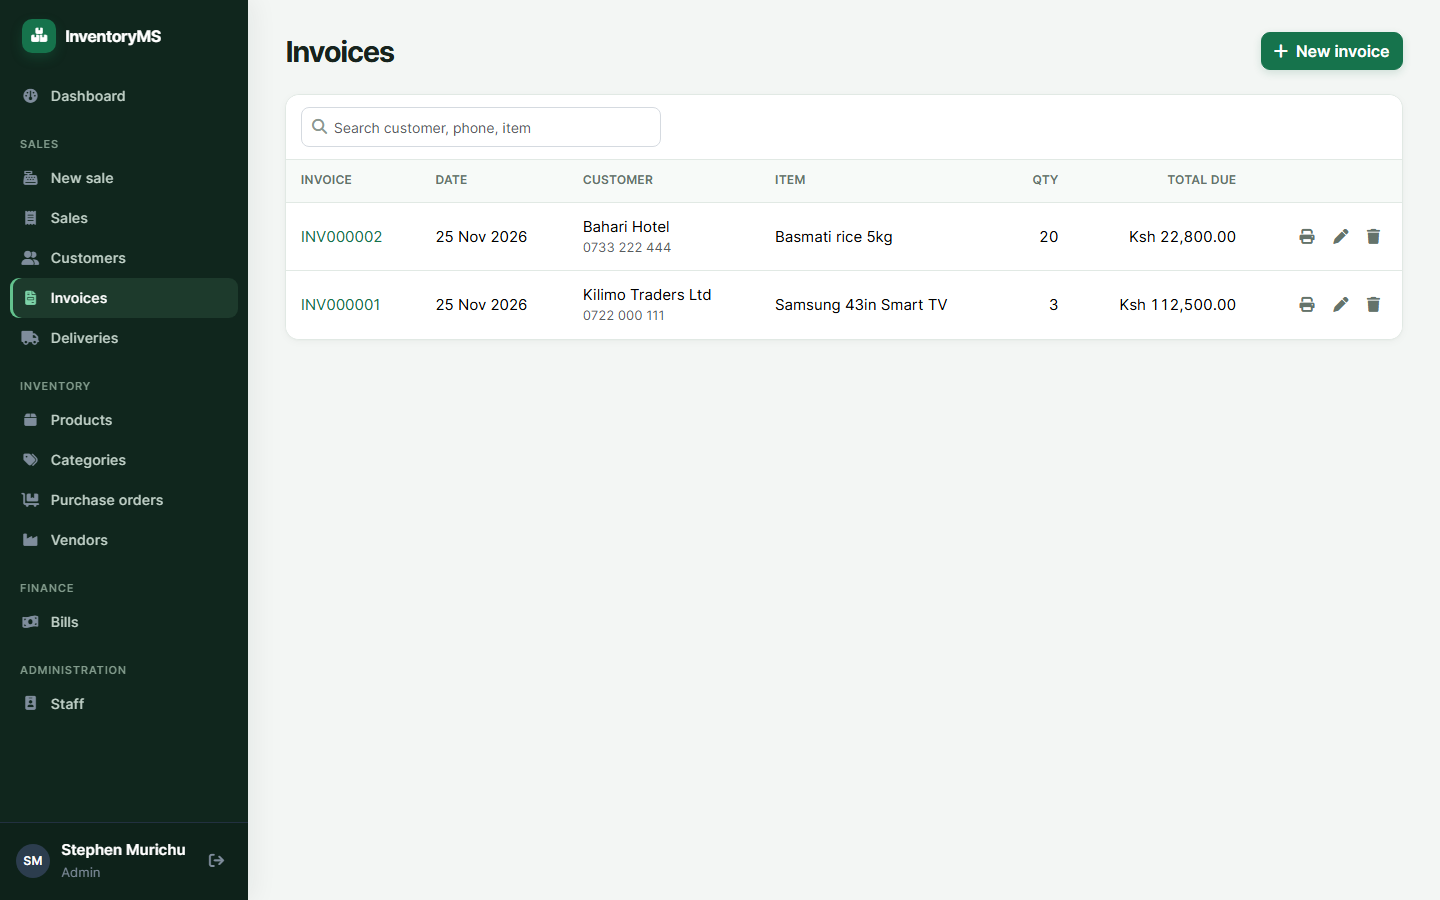 InventoryMS
Dashboard
SALES
New sale
Sales
Customers
Invoices
Deliveries
INVENTORY
Products
Categories
Purchase orders
Vendors
FINANCE
Bills
ADMINISTRATION
Staff
SM
Stephen Murichu
Admin
Invoices
New invoice
Search customer, phone, item
INVOICE DATE CUSTOMER ITEM QTY TOTAL DUE
INV000002 25 Nov 2026 Bahari Hotel Basmati rice 5kg 20 Ksh 22,800.00
0733 222 444
INV000001 25 Nov 2026 Kilimo Traders Ltd Samsung 43in Smart TV 3 Ksh 112,500.00
0722 000 111